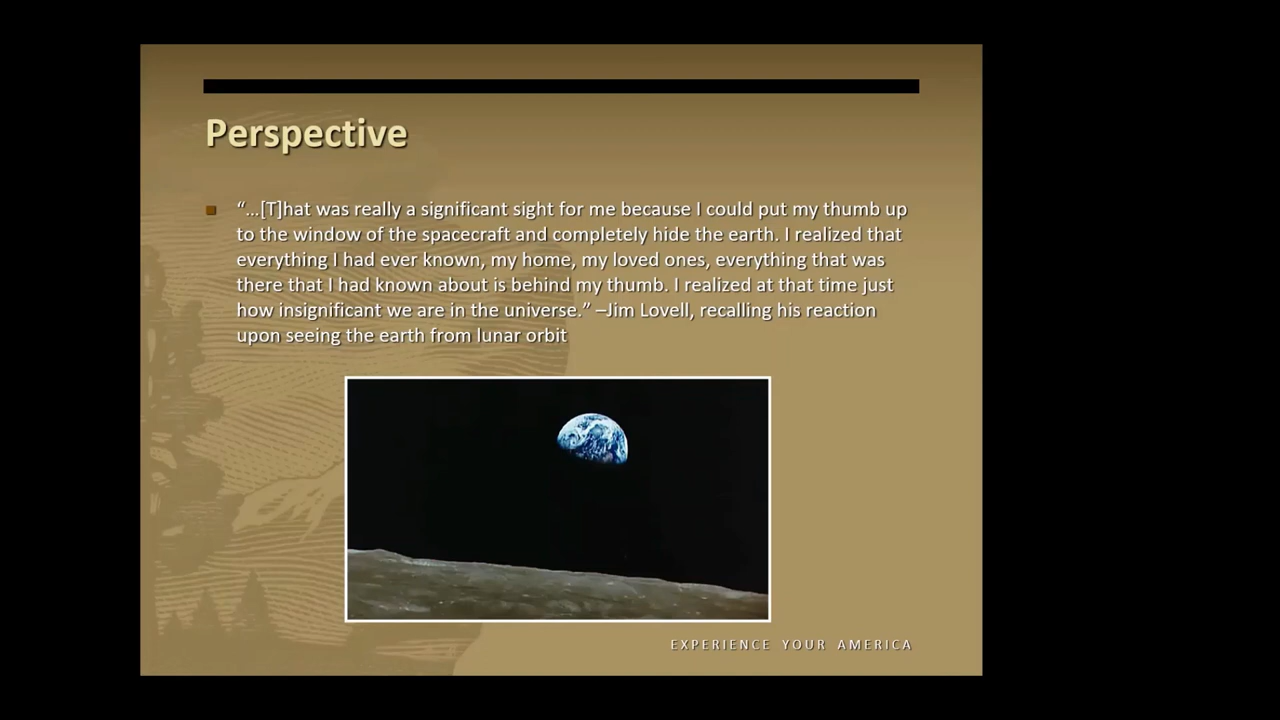 Perspective
“…[T]hat was really a significant sight for me because I could put my thumb up
to the window of the spacecraft and completely hide the earth. I realized that
everything I had ever known, my home, my loved ones, everything that was
there that I had known about is behind my thumb. I realized at that time just
how insignificant we are in the universe.” –Jim Lovell, recalling his reaction
upon seeing the earth from lunar orbit
EXPERIENCE YOUR AMERICA